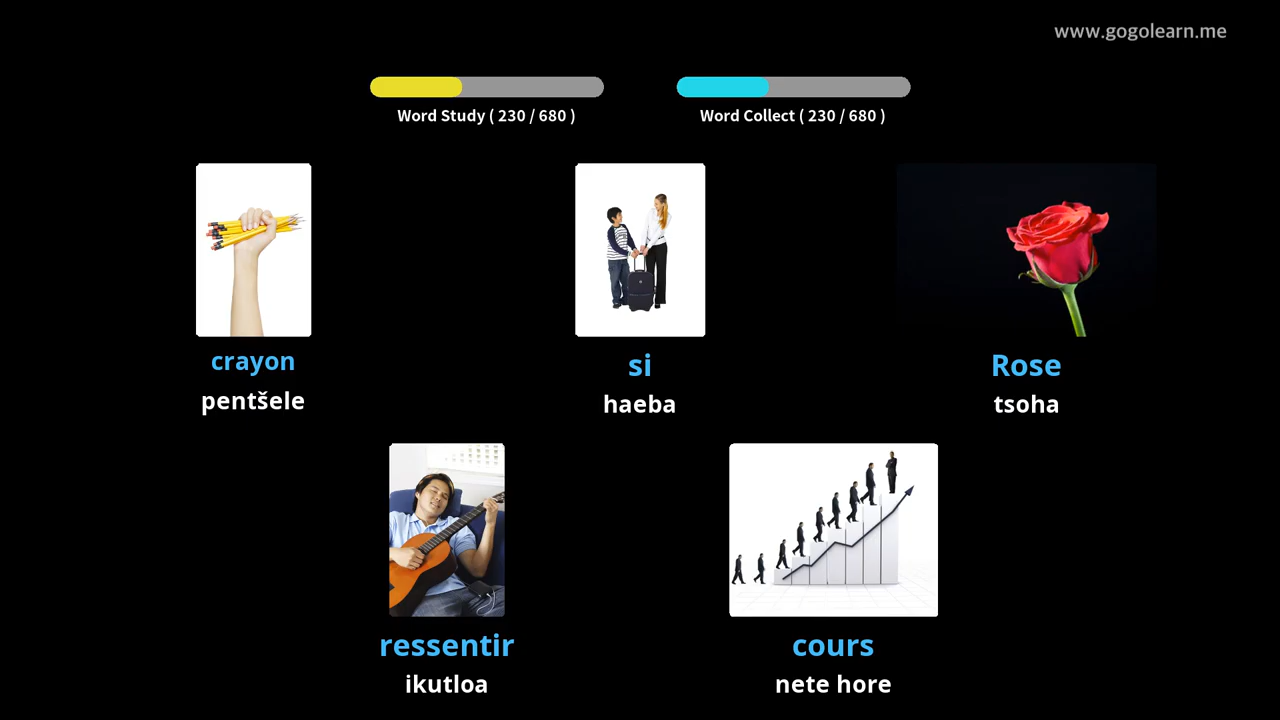 www.gogolearn.me
Word Study ( 230 / 680 )
Word Collect ( 230 / 680 )
crayon
pentšele
si
haeba
Rose
tsoha
ressentir
ikutloa
cours
nete hore